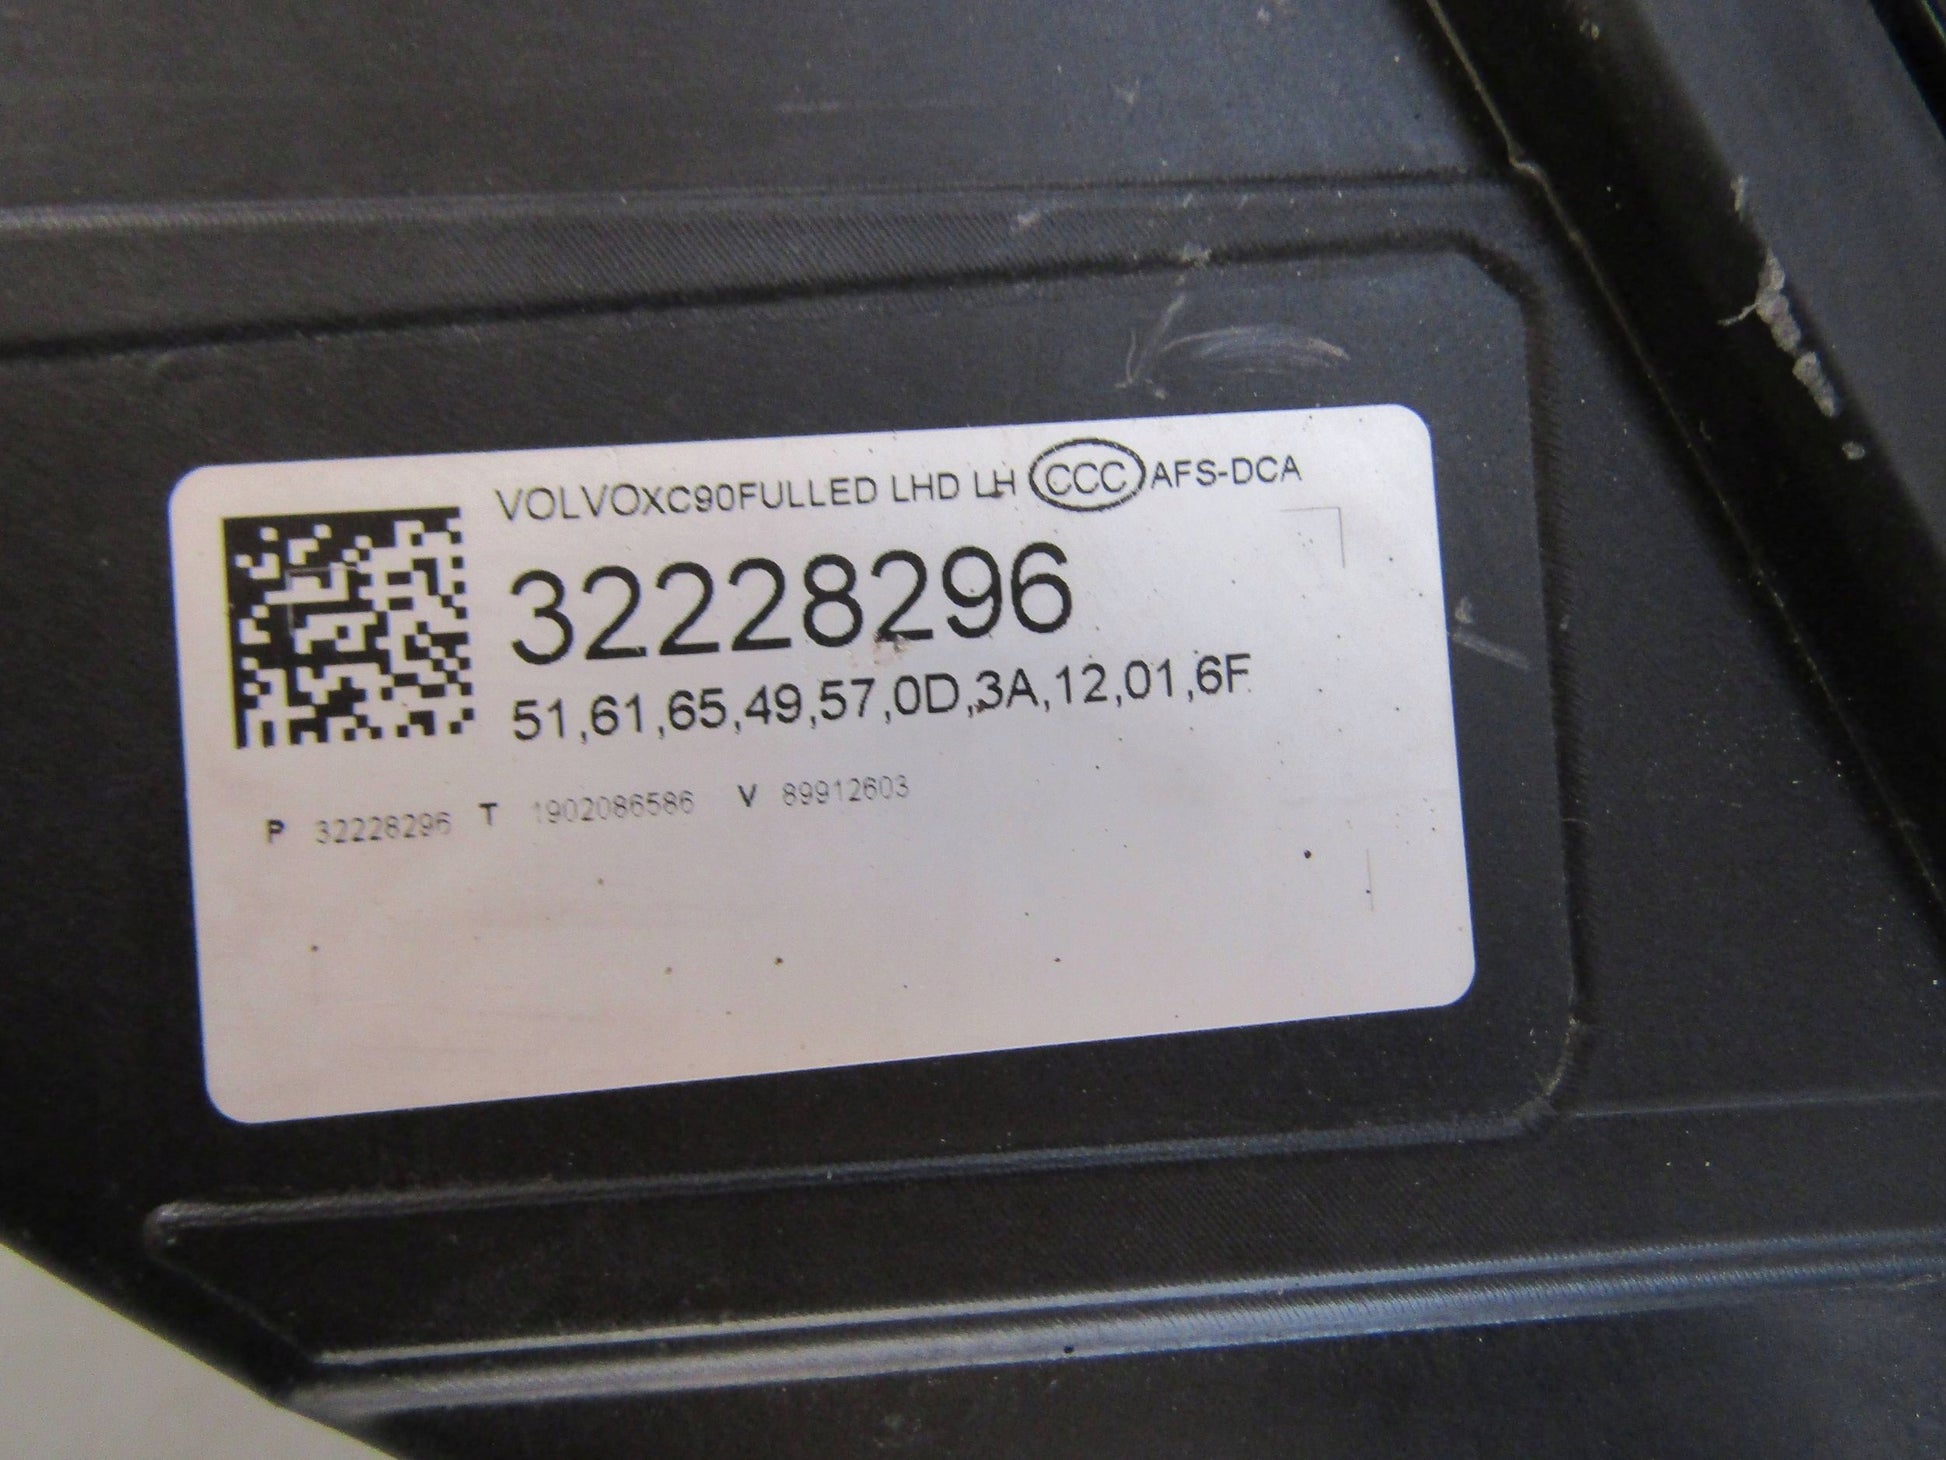 VOLVOXC90FULLED LHD LH CCC AFS-DCA
32228296
51,61,65,49,57,0D,3A,12,01,6F
P 32228296 T 1902086586 V 89912603